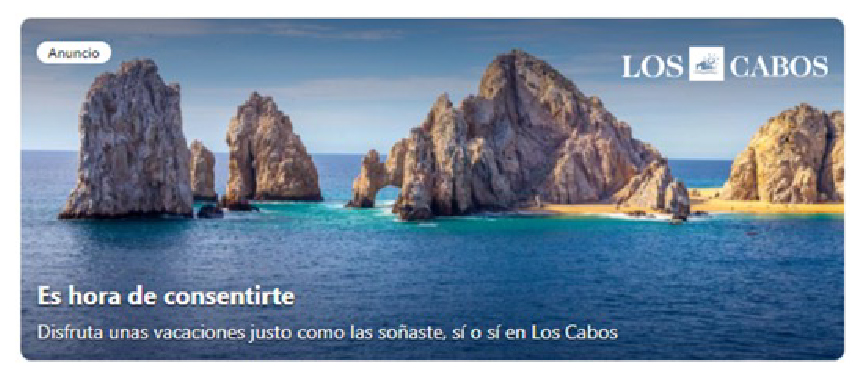 Anuncio
LOS CABOS
Es hora de consentirte
Disfruta unas vacaciones justo como las soñaste, sí o sí en Los Cabos